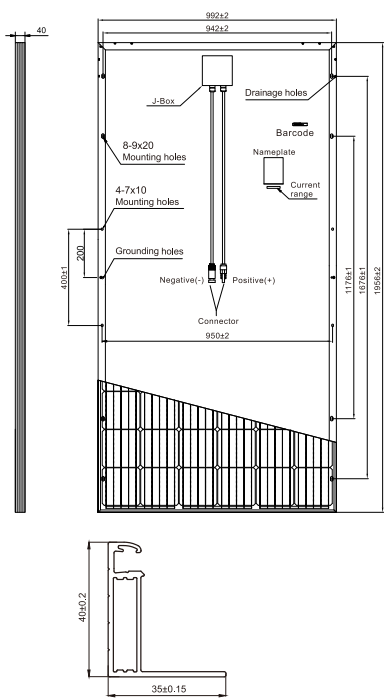 992±2
942±2
40
J-Box
Drainage holes
Barcode
8-9x20
Mounting holes
Nameplate
Current
range
4-7x10
Mounting holes
Grounding holes
200
400±1
Negative(-)
Positive(+)
Connector
950±2
1176±1
1676±1
1956±2
40±0.2
35±0.15